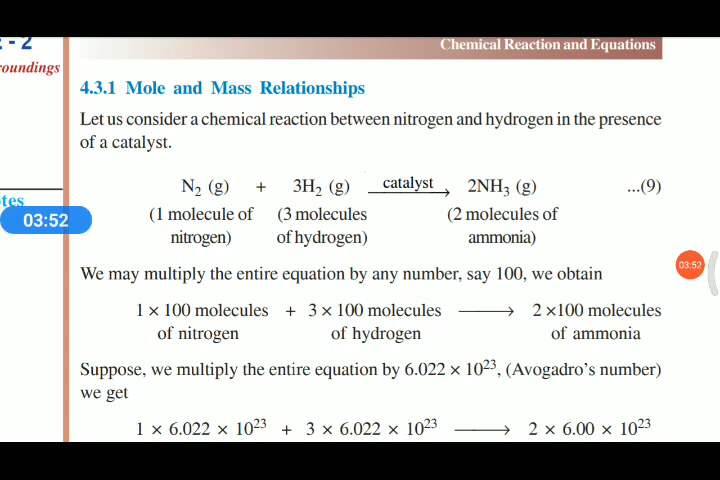 - 2
Chemical Reaction and Equations
roundings
4.3.1 Mole and Mass Relationships
Let us consider a chemical reaction between nitrogen and hydrogen in the presence
of a catalyst.
N₂ (g) + 3H₂ (g) catalyst → 2NH₃ (g) ...(9)
(1 molecule of (3 molecules (2 molecules of
nitrogen) of hydrogen) ammonia)
tes
03:52
03:52
We may multiply the entire equation by any number, say 100, we obtain
1 × 100 molecules + 3 × 100 molecules → 2 ×100 molecules
of nitrogen of hydrogen of ammonia
Suppose, we multiply the entire equation by 6.022 × 10²³, (Avogadro's number)
we get
1 × 6.022 × 10²³ + 3 × 6.022 × 10²³ → 2 × 6.00 × 10²³